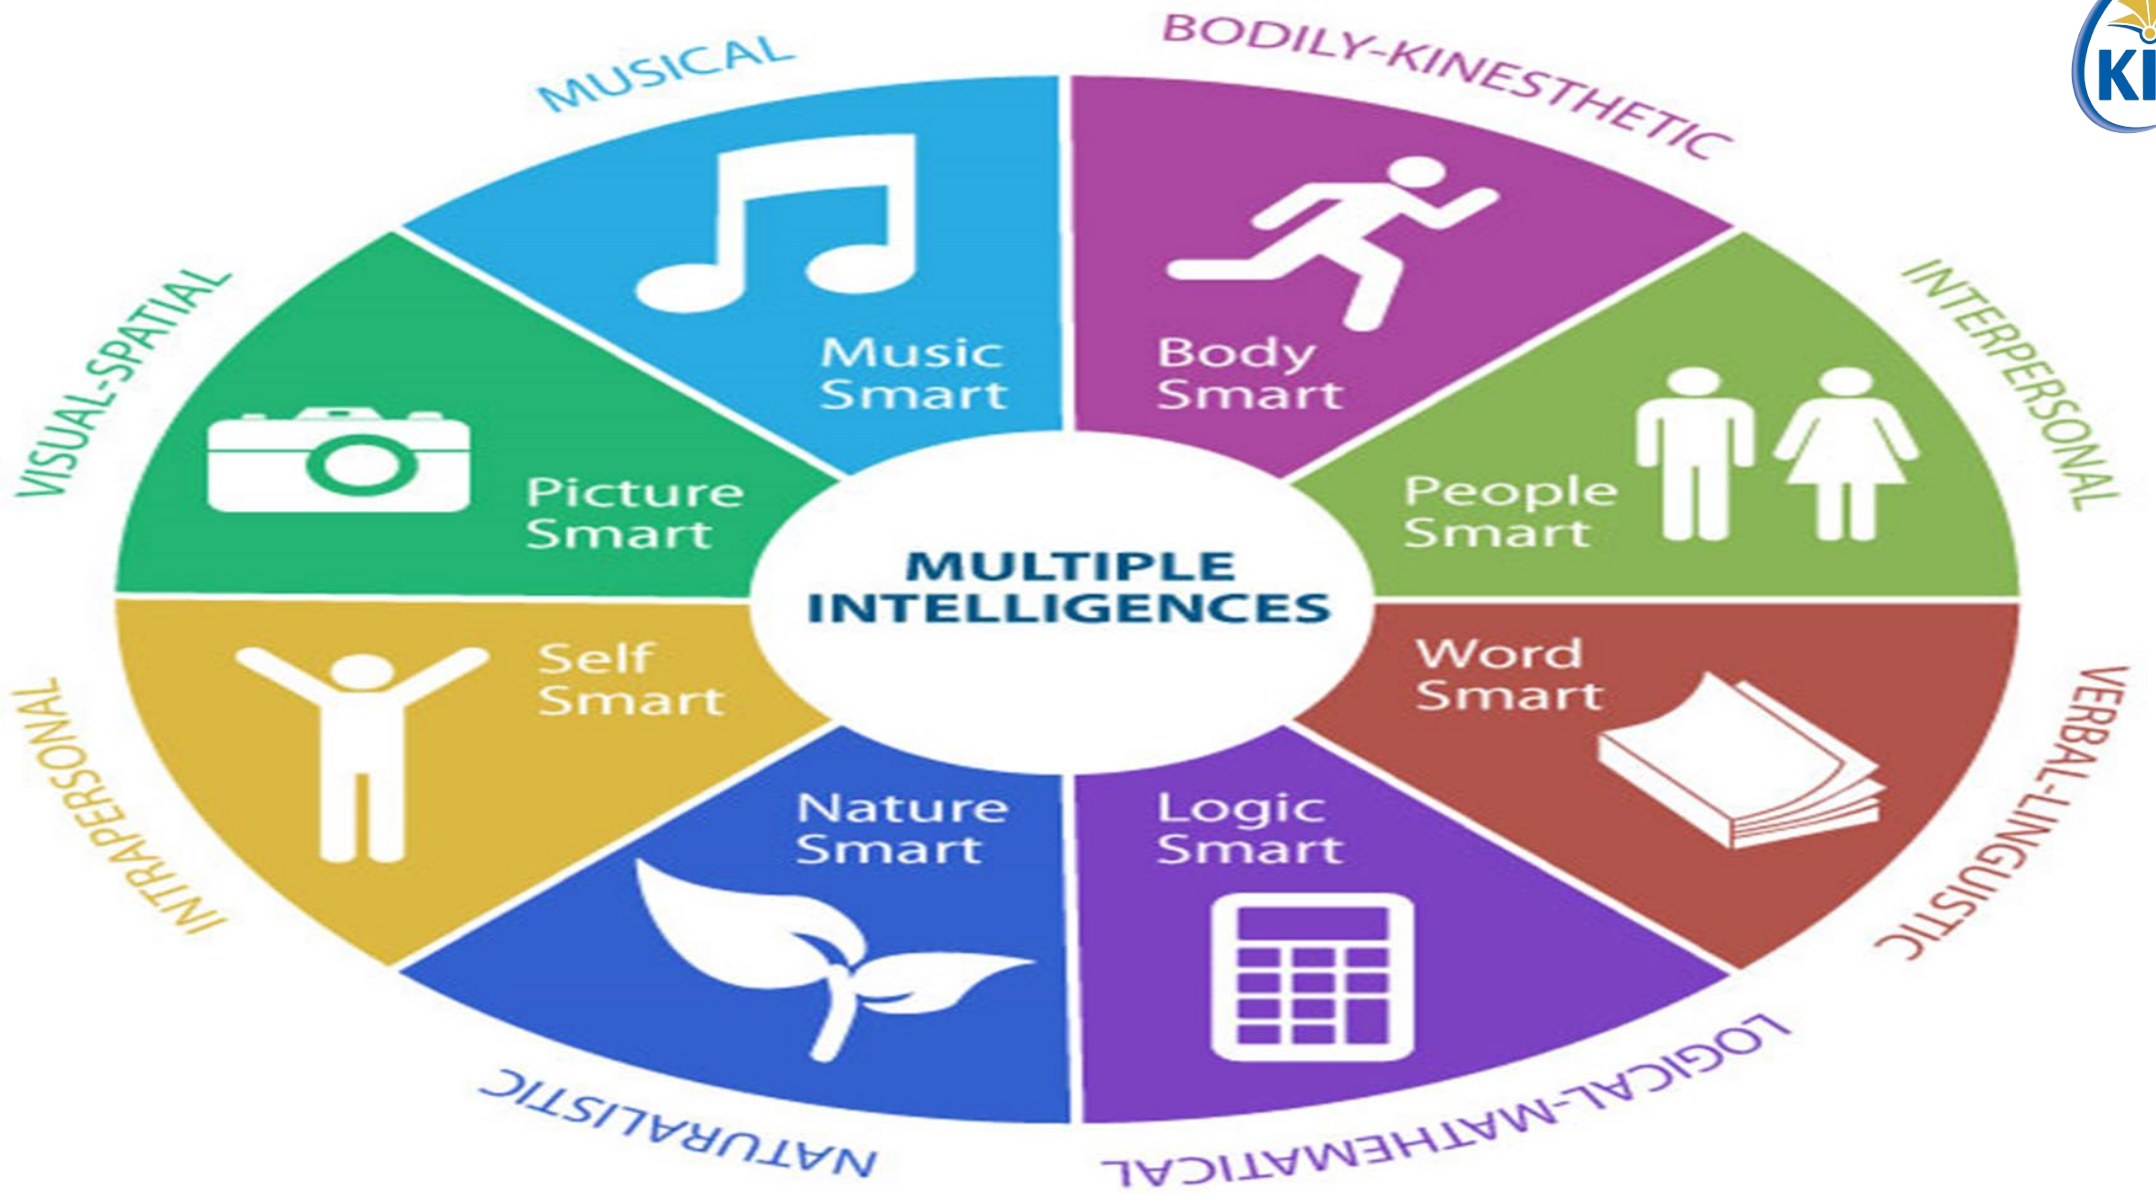 MUSICAL
BODILY-KINESTHETIC
KI
Music
Smart
Body
Smart
VISUAL-SPATIAL
INTERPERSONAL
Picture
Smart
People
Smart
MULTIPLE
INTELLIGENCES
Self
Smart
Word
Smart
INTRAPERSONAL
VERBAL-LINGUISTIC
Nature
Smart
Logic
Smart
NATURALISTIC
LOGICAL-MATHEMATICAL